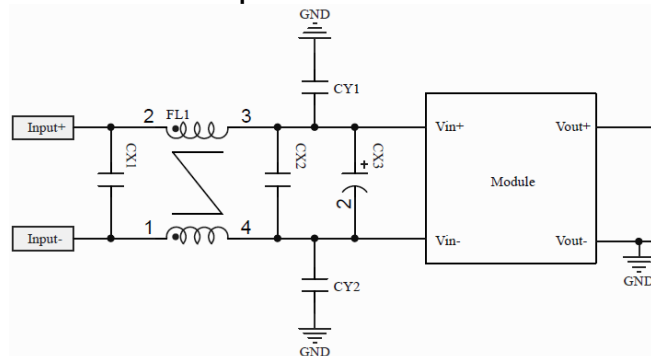 GND
CY1
Input+
2
FL1
3
CX1
CX2
CX3
+
2
Vin+
Vout+
Module
Input-
1
4
Vin-
Vout-
CY2
GND
GND